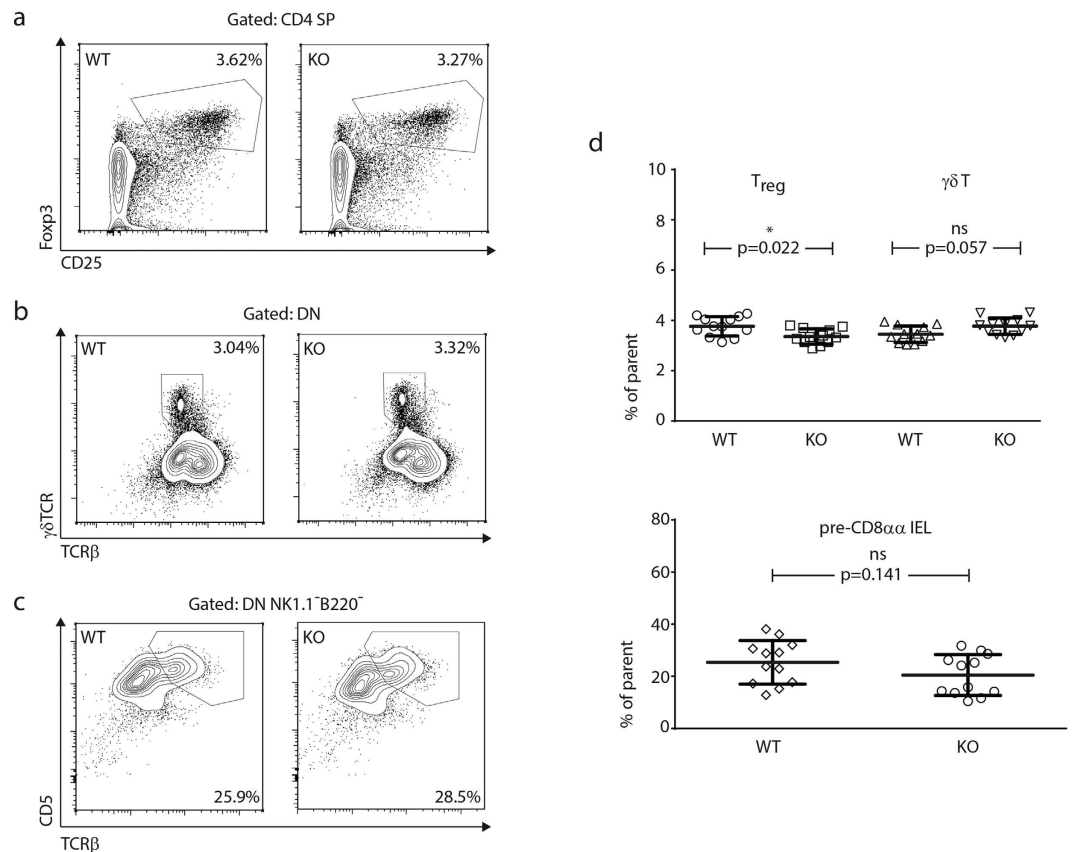 a
Gated: CD4 SP
WT
3.62%
KO
3.27%
Foxp3
CD25
b
Gated: DN
WT
3.04%
KO
3.32%
γδTCR
TCRβ
c
Gated: DN NK1.1⁻B220⁻
WT
25.9%
KO
28.5%
CD5
TCRβ
d
10
8
6
4
2
0
% of parent
Treg
*
p=0.022
γδ T
ns
p=0.057
WT
KO
WT
KO
80
60
40
20
0
% of parent
pre-CD8αα IEL
ns
p=0.141
WT
KO